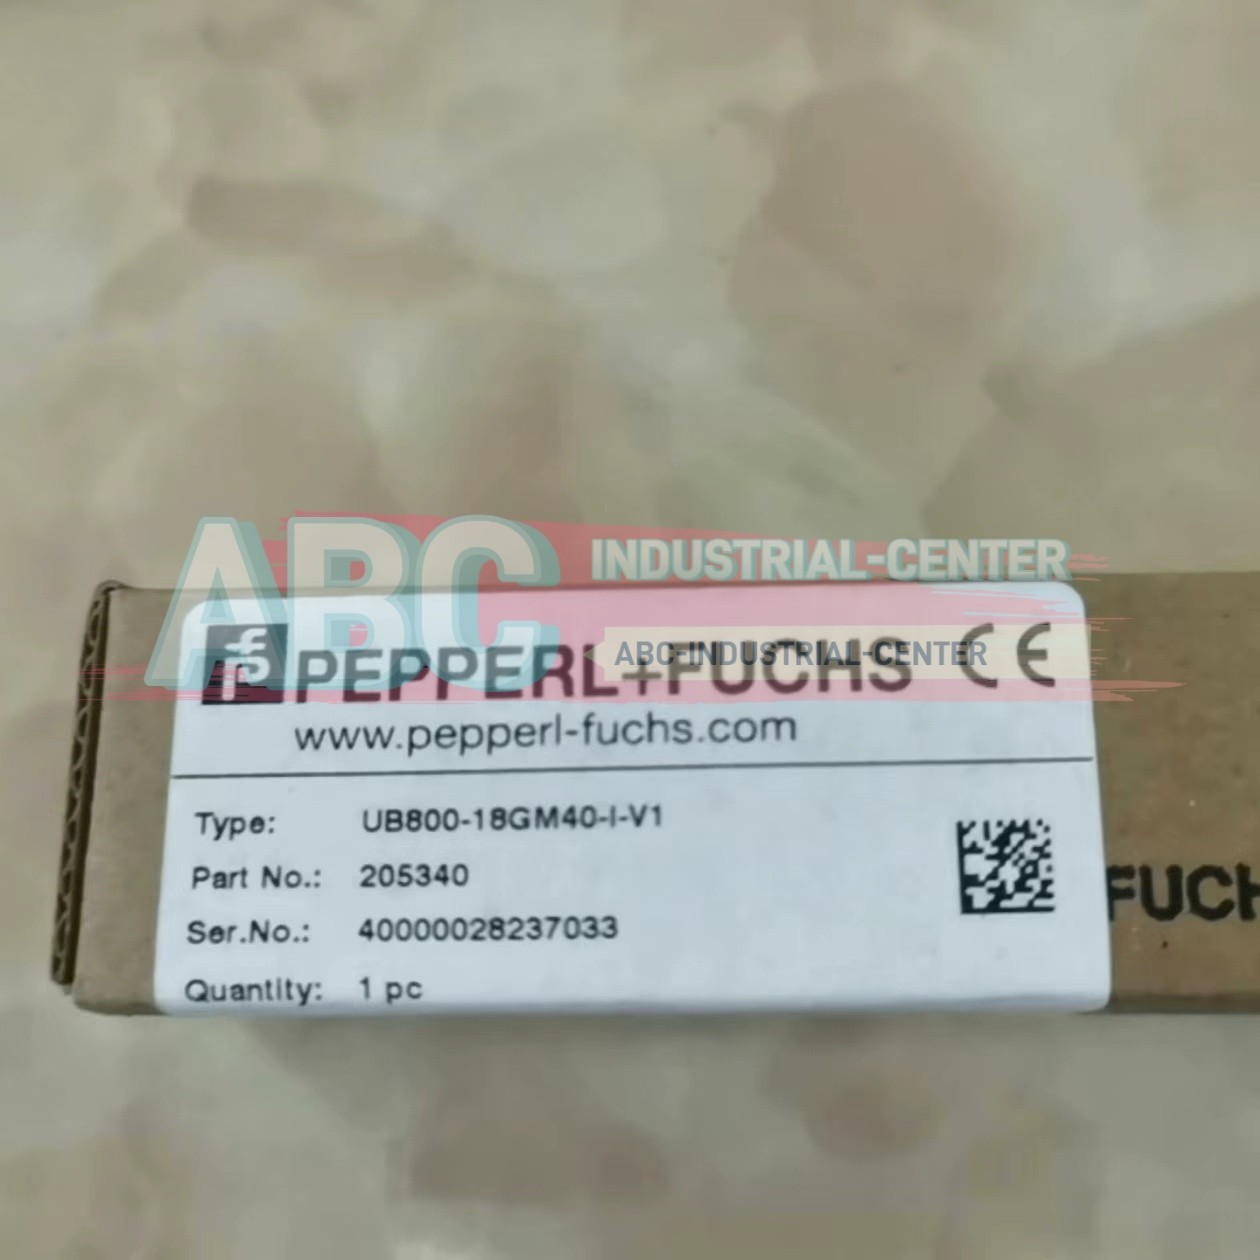 ABC INDUSTRIAL-CENTER
ABC-INDUSTRIAL-CENTER
PEPPERL+FUCHS CE
www.pepperl-fuchs.com
Type: UB800-18GM40-I-V1
Part No.: 205340
Ser.No.: 40000028237033
Quantity: 1 pc
FUCH